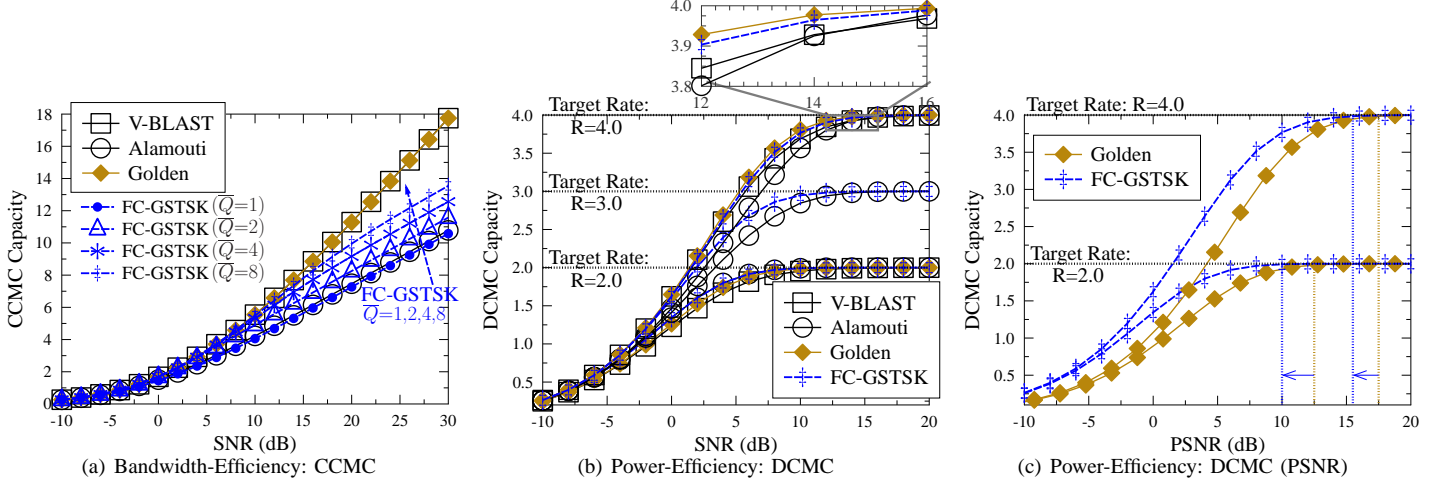 4.0
3.9
3.8
12 14 16
18
16
14
12
10
8
6
4
2
0
CCMC Capacity
V-BLAST
Alamouti
Golden
FC-GSTSK (Q̅=1)
FC-GSTSK (Q̅=2)
FC-GSTSK (Q̅=4)
FC-GSTSK (Q̅=8)
FC-GSTSK
Q̅=1,2,4,8
-10 -5 0 5 10 15 20 25 30
SNR (dB)
(a) Bandwidth-Efficiency: CCMC
4.0
3.5
3.0
2.5
2.0
1.5
1.0
0.5
DCMC Capacity
Target Rate:
R=4.0
Target Rate:
R=3.0
Target Rate:
R=2.0
V-BLAST
Alamouti
Golden
FC-GSTSK
-10 -5 0 5 10 15 20
SNR (dB)
(b) Power-Efficiency: DCMC
4.0
3.5
3.0
2.5
2.0
1.5
1.0
0.5
DCMC Capacity
Target Rate: R=4.0
Golden
FC-GSTSK
Target Rate:
R=2.0
-10 -5 0 5 10 15 20
PSNR (dB)
(c) Power-Efficiency: DCMC (PSNR)